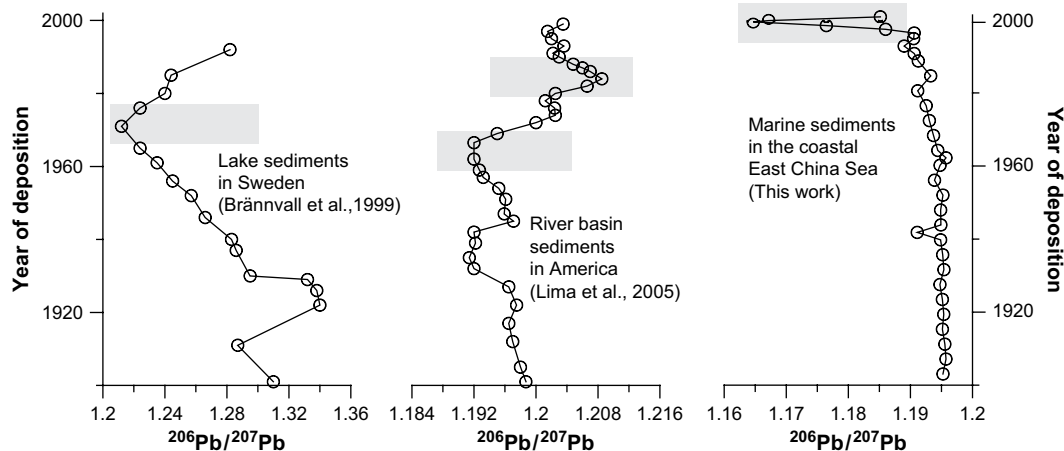 2000
1960
1920
Year of deposition
1.2 1.24 1.28 1.32 1.36
206Pb/207Pb
Lake sediments
in Sweden
(Brännvall et al.,1999)
1.184 1.192 1.2 1.208 1.216
206Pb/207Pb
River basin
sediments
in America
(Lima et al., 2005)
1.16 1.17 1.18 1.19 1.2
206Pb/207Pb
Marine sediments
in the coastal
East China Sea
(This work)
2000
1960
1920
Year of deposition